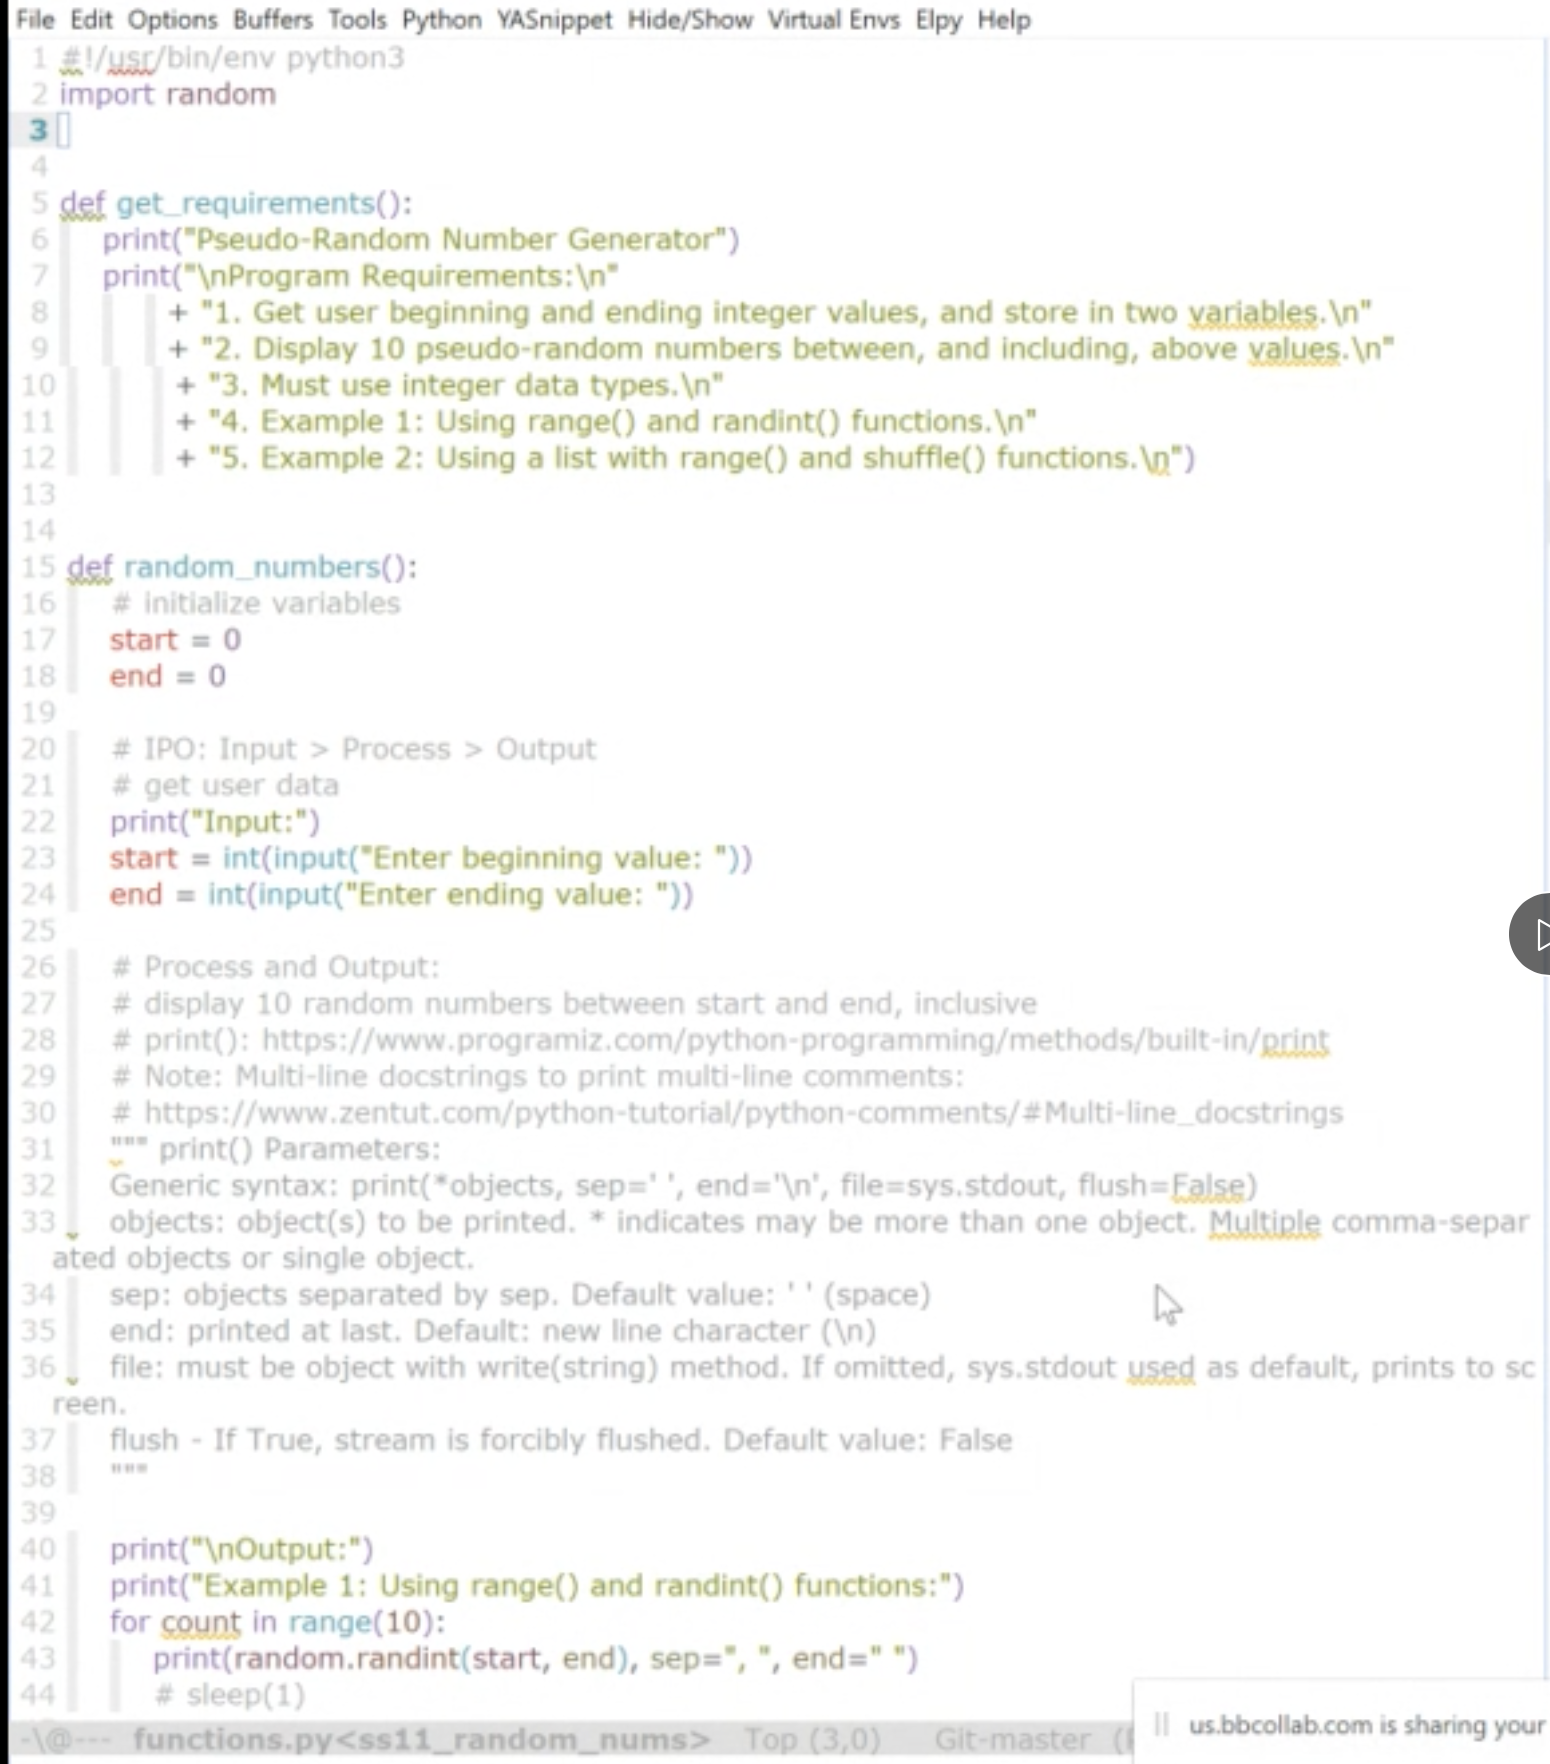 File Edit Options Buffers Tools Python YASnippet Hide/Show Virtual Envs Elpy Help
1 #!/usr/bin/env python3
2 import random
3
4
5 def get_requirements():
6 print("Pseudo-Random Number Generator")
7 print("\nProgram Requirements:\n"
8 + "1. Get user beginning and ending integer values, and store in two variables.\n"
9 + "2. Display 10 pseudo-random numbers between, and including, above values.\n"
10 + "3. Must use integer data types.\n"
11 + "4. Example 1: Using range() and randint() functions.\n"
12 + "5. Example 2: Using a list with range() and shuffle() functions.\n")
13
14
15 def random_numbers():
16 # initialize variables
17 start = 0
18 end = 0
19
20 # IPO: Input > Process > Output
21 # get user data
22 print("Input:")
23 start = int(input("Enter beginning value: "))
24 end = int(input("Enter ending value: "))
25
26 # Process and Output:
27 # display 10 random numbers between start and end, inclusive
28 # print(): https://www.programiz.com/python-programming/methods/built-in/print
29 # Note: Multi-line docstrings to print multi-line comments:
30 # https://www.zentut.com/python-tutorial/python-comments/#Multi-line_docstrings
31 """ print() Parameters:
32 Generic syntax: print(*objects, sep=' ', end='\n', file=sys.stdout, flush=False)
33 objects: object(s) to be printed. * indicates may be more than one object. Multiple comma-separ
ated objects or single object.
34 sep: objects separated by sep. Default value: ' ' (space)
35 end: printed at last. Default: new line character (\n)
36 file: must be object with write(string) method. If omitted, sys.stdout used as default, prints to sc
reen.
37 flush - If True, stream is forcibly flushed. Default value: False
38 """
39
40 print("\nOutput:")
41 print("Example 1: Using range() and randint() functions:")
42 for count in range(10):
43 print(random.randint(start, end), sep=", ", end=" ")
44 # sleep(1)
-\@--- functions.py<ss11_random_nums> Top (3,0) Git-master (
us.bbcollab.com is sharing your